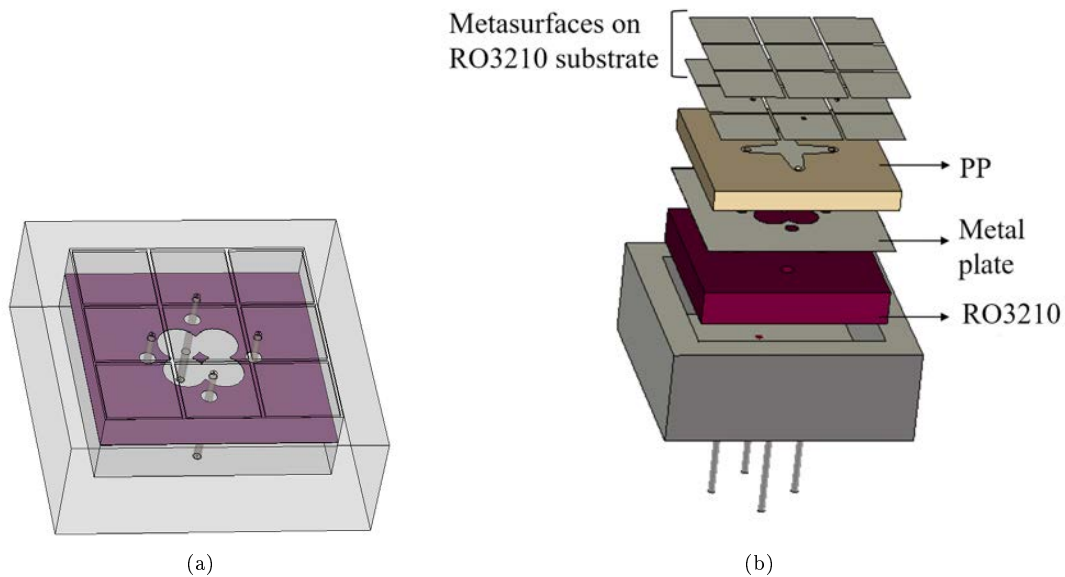 Metasurfaces on
RO3210 substrate
PP
Metal
plate
RO3210
(a)
(b)